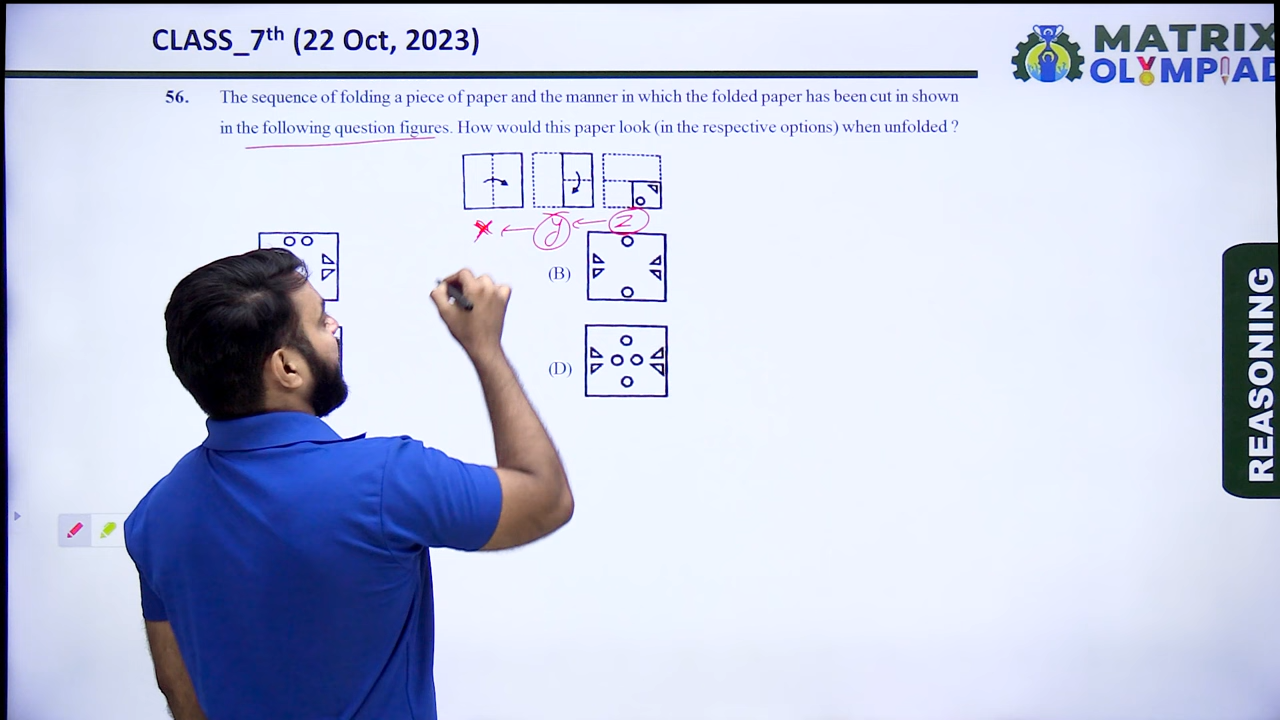 CLASS_7th (22 Oct, 2023)
MATRIX
OLYMPIAD
56. The sequence of folding a piece of paper and the manner in which the folded paper has been cut in shown
in the following question figures. How would this paper look (in the respective options) when unfolded ?
x ← y ← z
(B)
(D)
REASONING